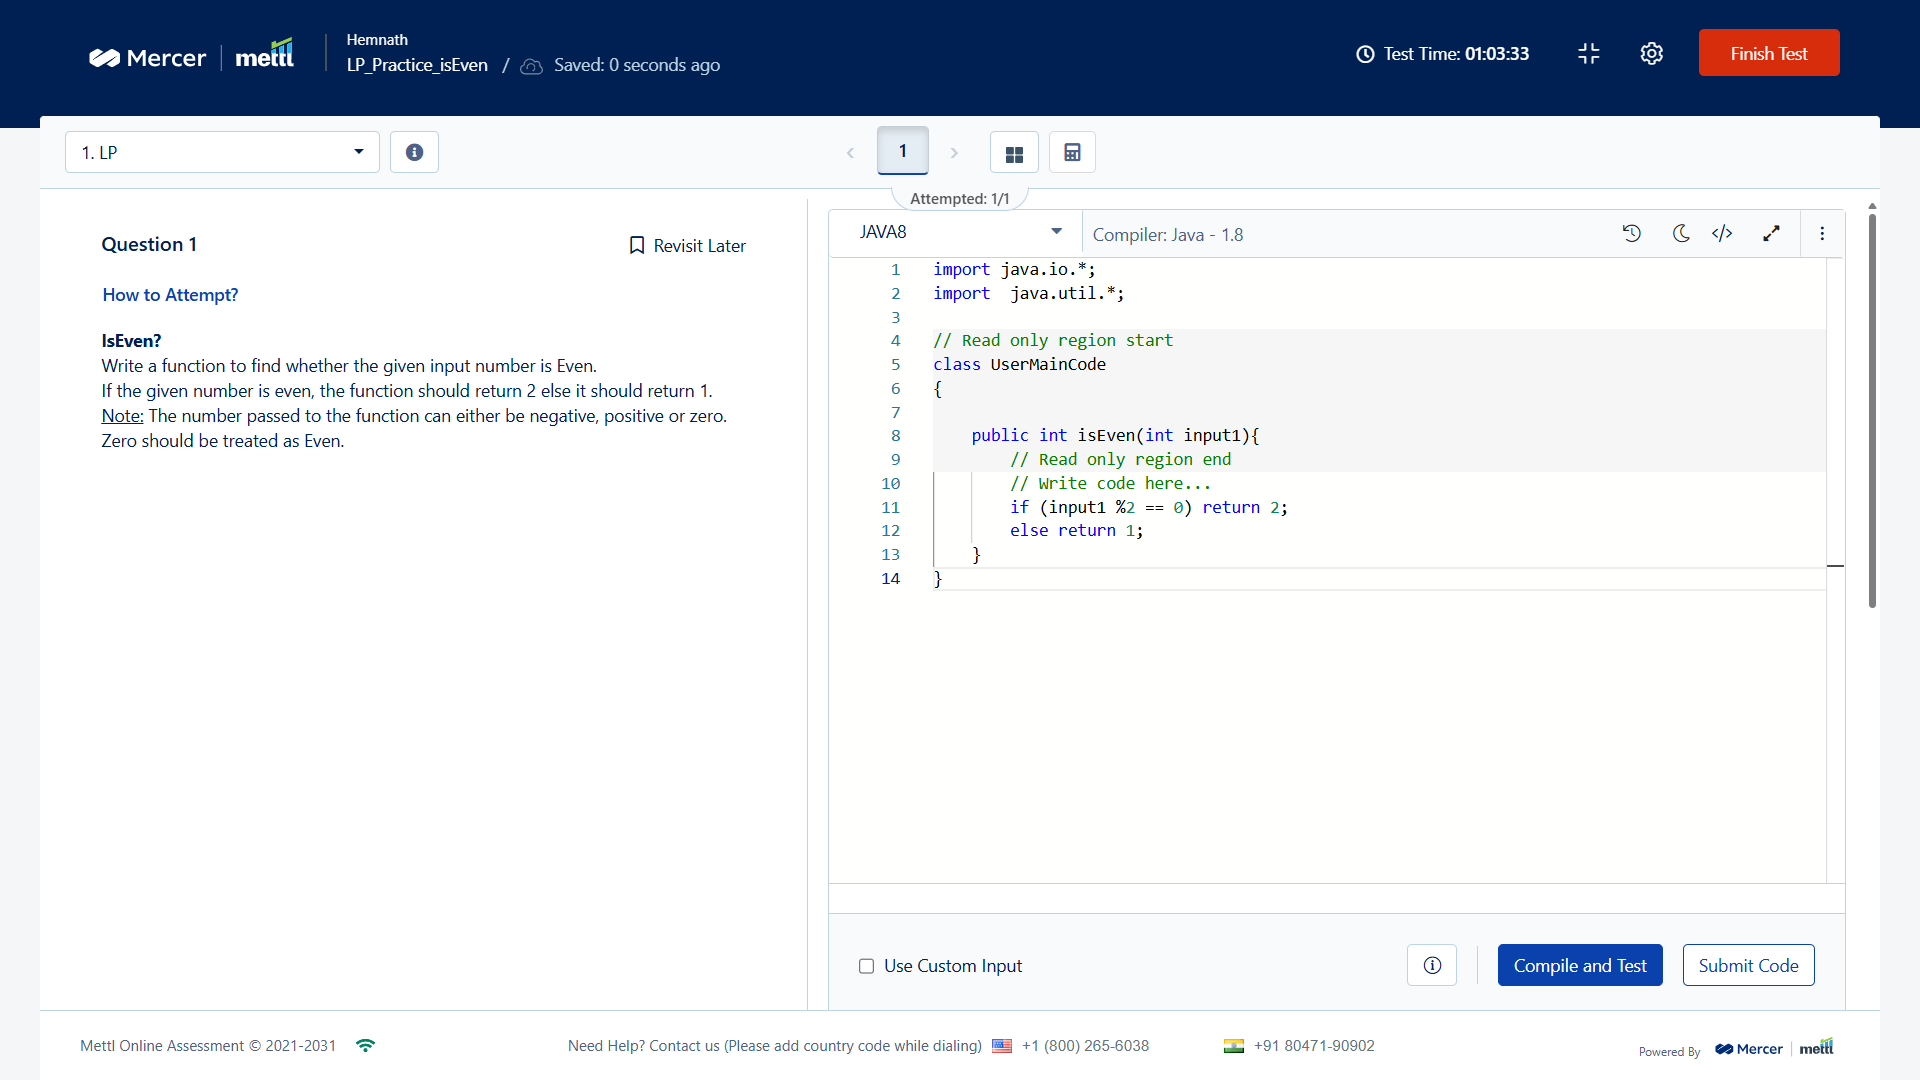 Mercer mettl
Hemnath
LP_Practice_isEven / Saved: 0 seconds ago
Test Time: 01:03:33
Finish Test
1. LP
1
Attempted: 1/1
Question 1
Revisit Later
How to Attempt?
IsEven?
Write a function to find whether the given input number is Even.
If the given number is even, the function should return 2 else it should return 1.
Note: The number passed to the function can either be negative, positive or zero.
Zero should be treated as Even.
JAVA8
Compiler: Java - 1.8
1 import java.io.*;
2 import  java.util.*;
3
4 // Read only region start
5 class UserMainCode
6 {
7
8     public int isEven(int input1){
9         // Read only region end
10         // Write code here...
11         if (input1 %2 == 0) return 2;
12         else return 1;
13     }
14 }
Use Custom Input
Compile and Test
Submit Code
Mettl Online Assessment © 2021-2031
Need Help? Contact us (Please add country code while dialing) +1 (800) 265-6038
+91 80471-90902
Powered By Mercer mettl